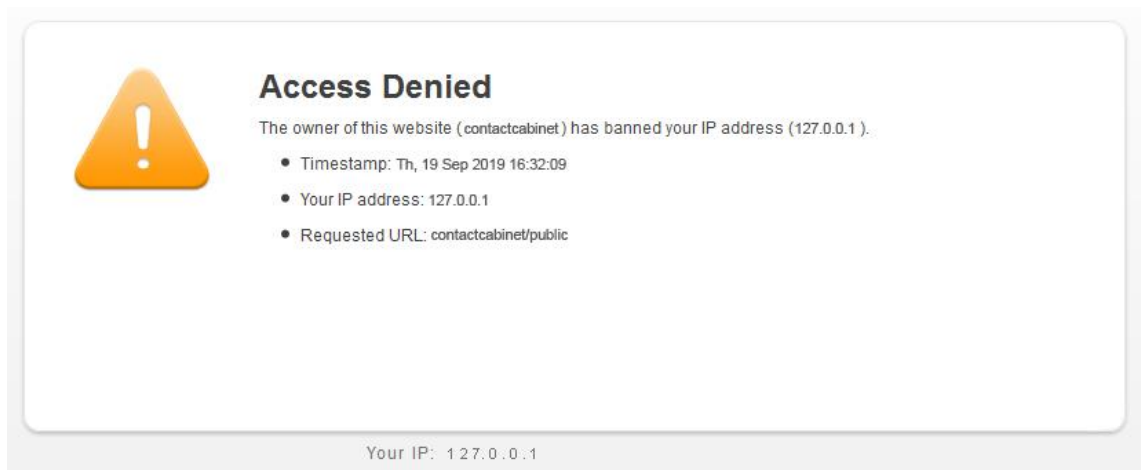 Access Denied
The owner of this website (contactcabinet) has banned your IP address (127.0.0.1 ).
• Timestamp: Th, 19 Sep 2019 16:32:09
• Your IP address: 127.0.0.1
• Requested URL: contactcabinet/public
Your IP: 127.0.0.1